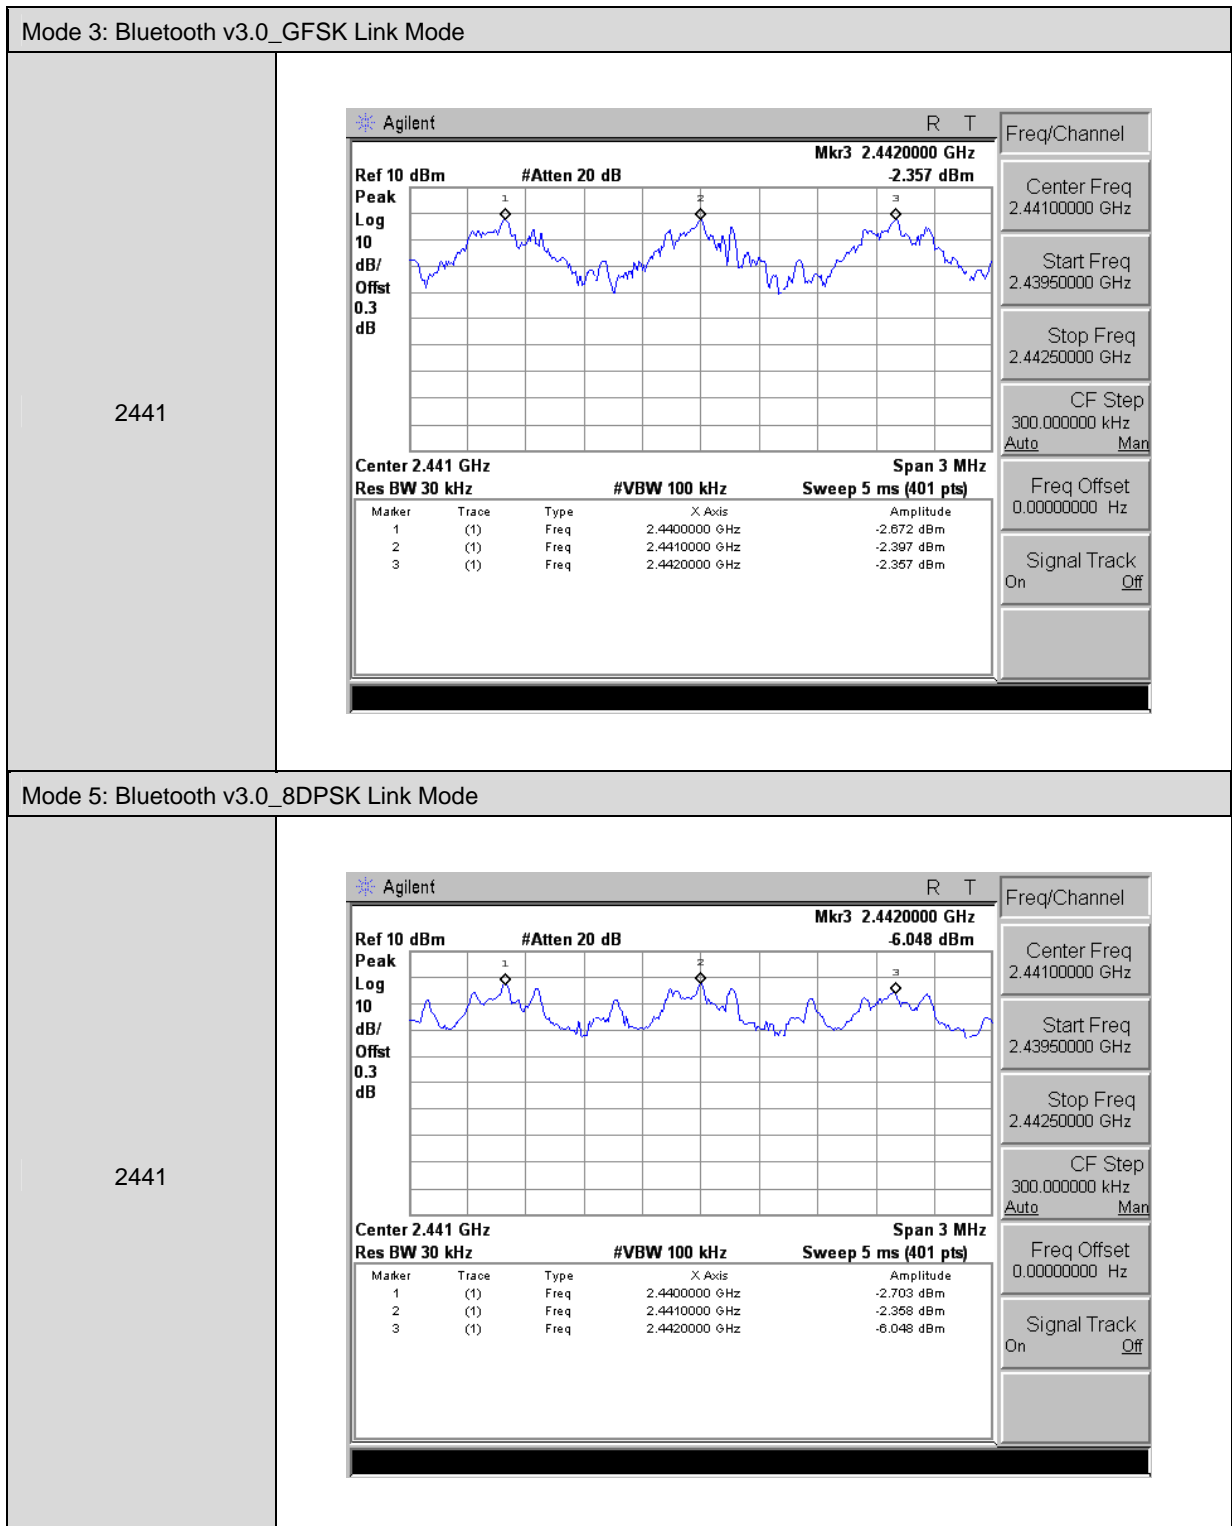 Mode 3: Bluetooth v3.0_GFSK Link Mode
2441
Agilent R T
Mkr3 2.4420000 GHz
Ref 10 dBm #Atten 20 dB -2.357 dBm
Peak
Log
10
dB/
Offst
0.3
dB
1 2 3
Center 2.441 GHz Span 3 MHz
Res BW 30 kHz #VBW 100 kHz Sweep 5 ms (401 pts)
Marker Trace Type X Axis Amplitude
1 (1) Freq 2.4400000 GHz -2.672 dBm
2 (1) Freq 2.4410000 GHz -2.397 dBm
3 (1) Freq 2.4420000 GHz -2.357 dBm
Freq/Channel
Center Freq
2.44100000 GHz
Start Freq
2.43950000 GHz
Stop Freq
2.44250000 GHz
CF Step
300.000000 kHz
Auto Man
Freq Offset
0.00000000 Hz
Signal Track
On Off
Mode 5: Bluetooth v3.0_8DPSK Link Mode
2441
Agilent R T
Mkr3 2.4420000 GHz
Ref 10 dBm #Atten 20 dB -6.048 dBm
Peak
Log
10
dB/
Offst
0.3
dB
1 2 3
Center 2.441 GHz Span 3 MHz
Res BW 30 kHz #VBW 100 kHz Sweep 5 ms (401 pts)
Marker Trace Type X Axis Amplitude
1 (1) Freq 2.4400000 GHz -2.703 dBm
2 (1) Freq 2.4410000 GHz -2.358 dBm
3 (1) Freq 2.4420000 GHz -6.048 dBm
Freq/Channel
Center Freq
2.44100000 GHz
Start Freq
2.43950000 GHz
Stop Freq
2.44250000 GHz
CF Step
300.000000 kHz
Auto Man
Freq Offset
0.00000000 Hz
Signal Track
On Off